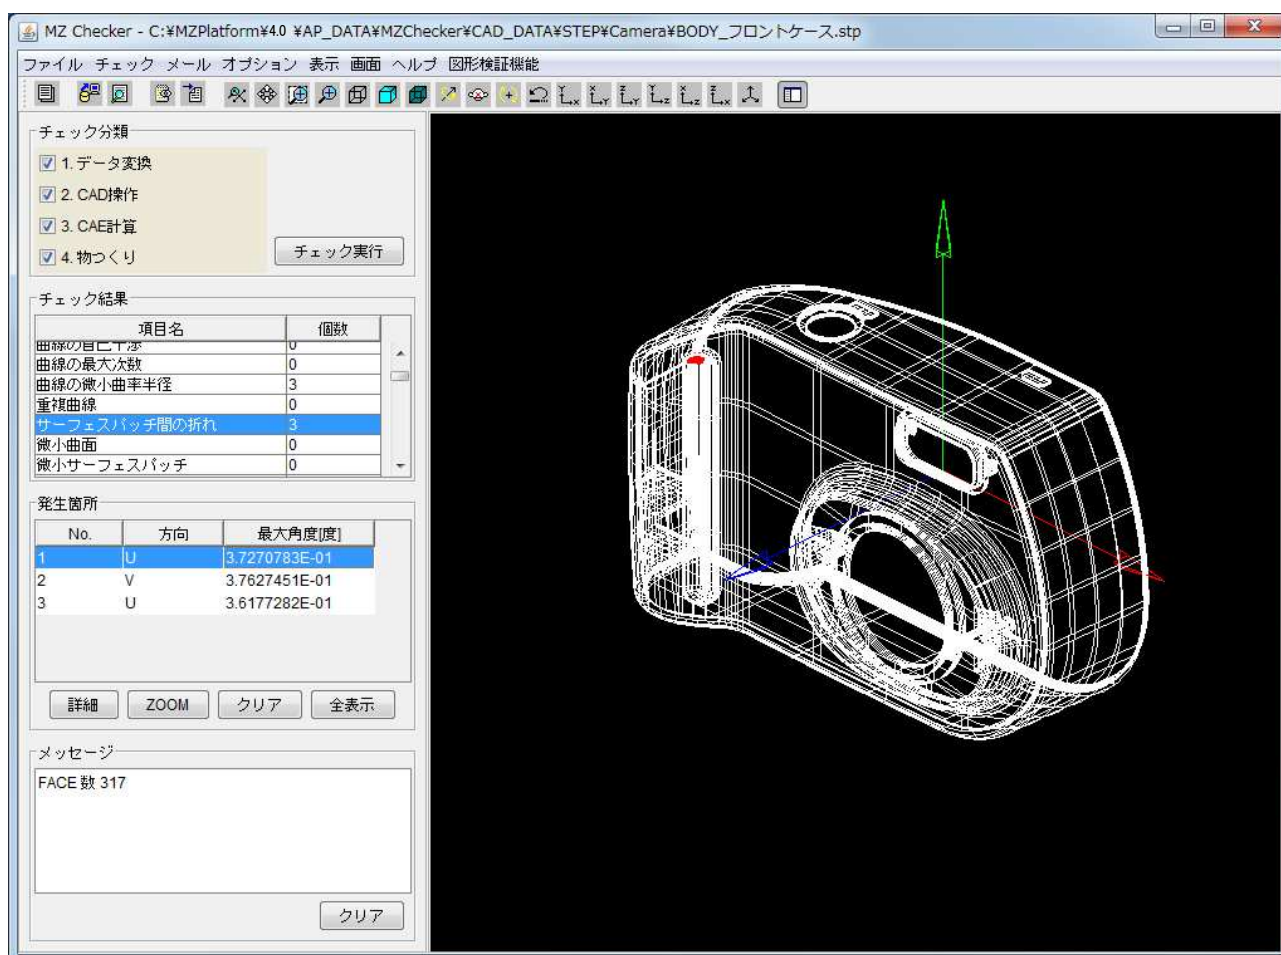 MZ Checker - C:¥MZPlatform¥4.0 ¥AP_DATA¥MZChecker¥CAD_DATA¥STEP¥Camera¥BODY_フロントケース.stp
ファイル チェック メール オプション 表示 画面 ヘルプ 図形検証機能
チェック分類
1. データ変換
2. CAD操作
3. CAE計算
4. 物つくり
チェック実行
チェック結果
項目名 個数
曲線の自己干渉 0
曲線の最大次数 0
曲線の微小曲率半径 3
重複曲線 0
サーフェスパッチ間の折れ 3
微小曲面 0
微小サーフェスパッチ 0
発生箇所
No. 方向 最大角度[度]
1 U 3.7270783E-01
2 V 3.7627451E-01
3 U 3.6177282E-01
詳細 ZOOM クリア 全表示
メッセージ
FACE 数 317
クリア